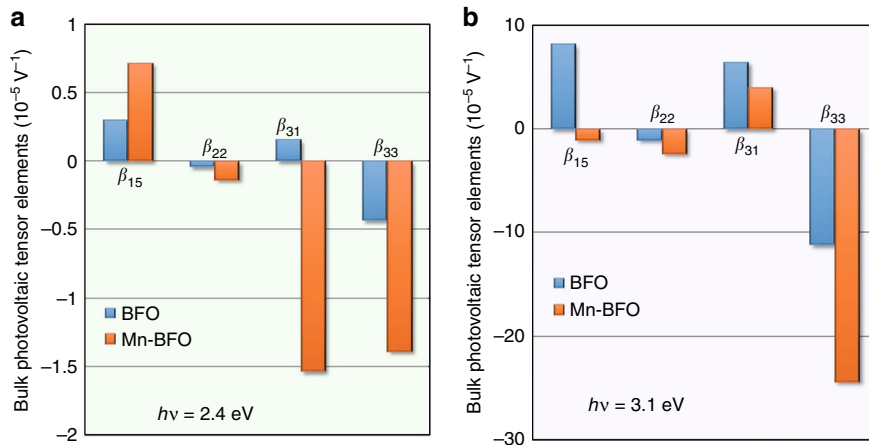 a
Bulk photovoltaic tensor elements (10⁻⁵ V⁻¹)
1
0.5
0
−0.5
−1
−1.5
−2
β₁₅
β₂₂
β₃₁
β₃₃
BFO
Mn-BFO
hν = 2.4 eV
b
Bulk photovoltaic tensor elements (10⁻⁵ V⁻¹)
10
0
−10
−20
−30
β₁₅
β₂₂
β₃₁
β₃₃
BFO
Mn-BFO
hν = 3.1 eV